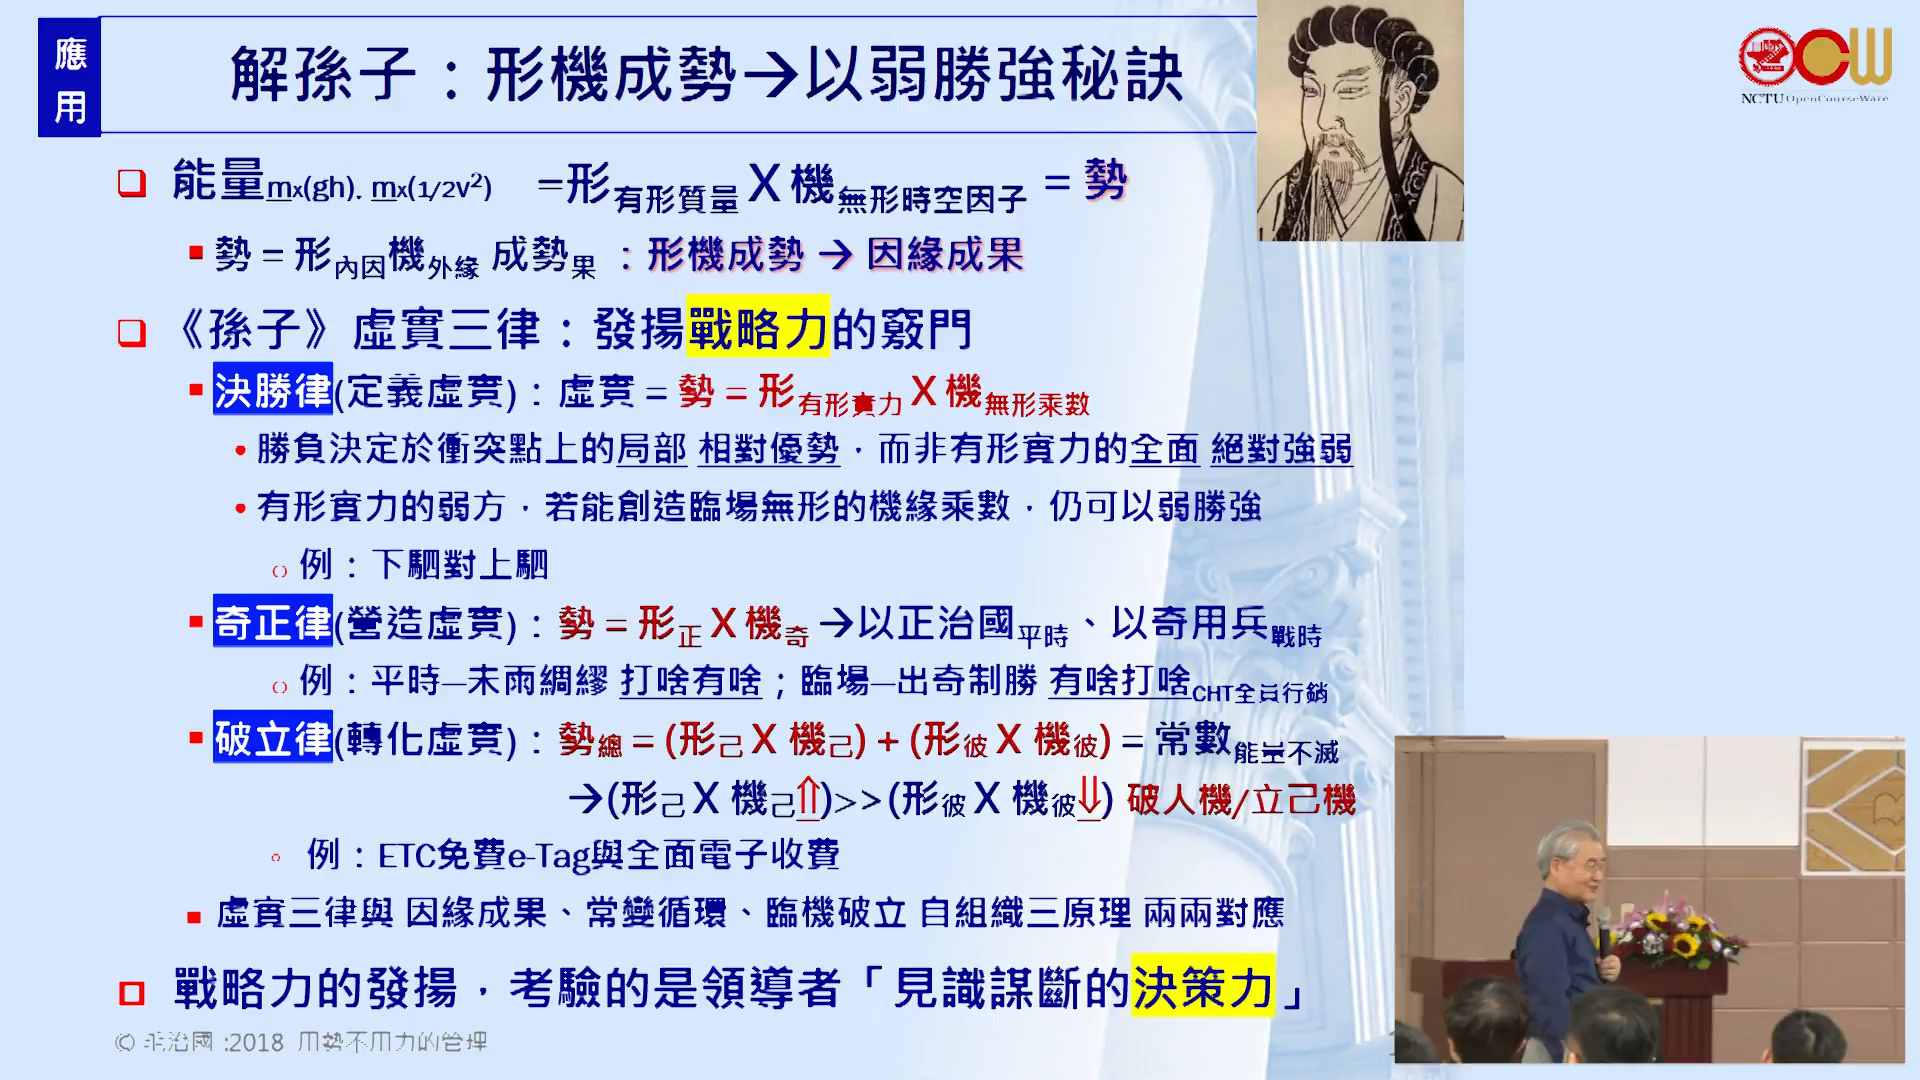 應用
解孫子：形機成勢→以弱勝強秘訣
NCTU OpenCourseWare
能量mx(gh), mx(1/2v²) =形有形質量 X 機無形時空因子 = 勢
勢 = 形內因機外緣 成勢果 ：形機成勢 → 因緣成果
《孫子》虛實三律：發揚戰略力的竅門
決勝律(定義虛實)：虛實 = 勢 = 形有形實力 X 機無形乘數
勝負決定於衝突點上的局部 相對優勢，而非有形實力的全面 絕對強弱
有形實力的弱方，若能創造臨場無形的機緣乘數，仍可以弱勝強
例：下駟對上駟
奇正律(營造虛實)：勢 = 形正 X 機奇 →以正治國平時、以奇用兵戰時
例：平時—未雨綢繆 打啥有啥；臨場—出奇制勝 有啥打啥CHT全員行銷
破立律(轉化虛實)：勢總 = (形己 X 機己) + (形彼 X 機彼) = 常數能量不滅
→(形己 X 機己⇑)>>(形彼 X 機彼⇓) 破人機/立己機
例：ETC免費e-Tag與全面電子收費
虛實三律與 因緣成果、常變循環、臨機破立 自組織三原理 兩兩對應
戰略力的發揚，考驗的是領導者「見識謀斷的決策力」
© 毛治國 :2018 用勢不用力的管理